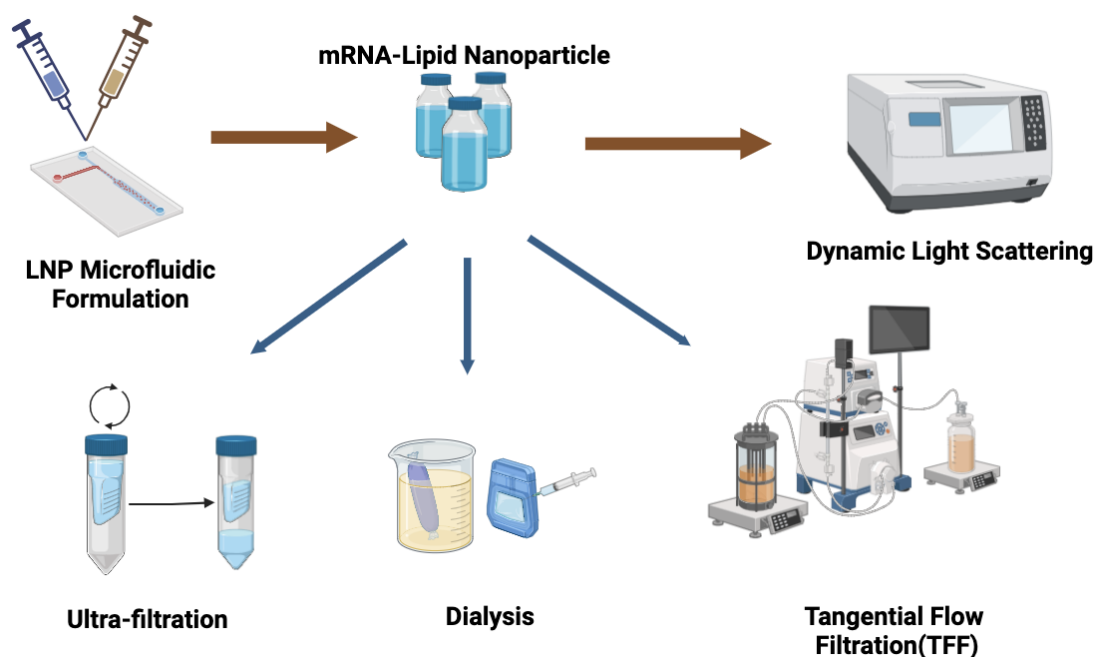 mRNA-Lipid Nanoparticle
LNP Microfluidic
Formulation
Dynamic Light Scattering
Ultra-filtration
Dialysis
Tangential Flow
Filtration(TFF)